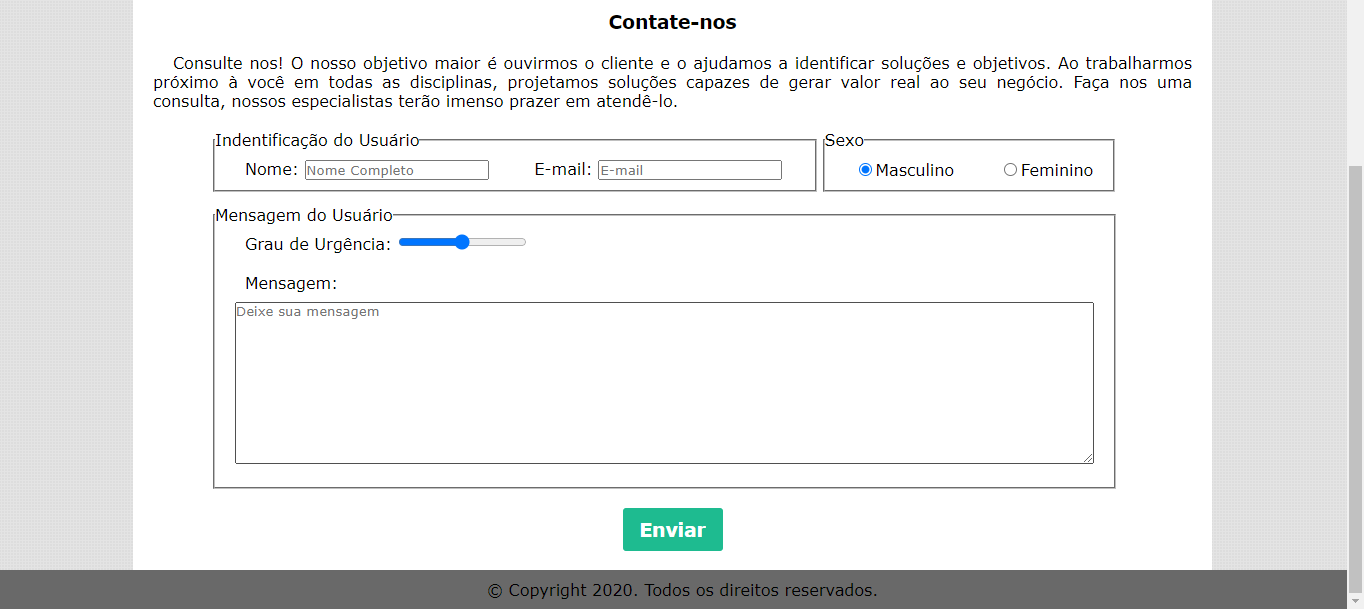 Contate-nos
Consulte nos! O nosso objetivo maior é ouvirmos o cliente e o ajudamos a identificar soluções e objetivos. Ao trabalharmos
próximo à você em todas as disciplinas, projetamos soluções capazes de gerar valor real ao seu negócio. Faça nos uma
consulta, nossos especialistas terão imenso prazer em atendê-lo.
Indentificação do Usuário
Sexo
Nome: Nome Completo E-mail: E-mail
Masculino Feminino
Mensagem do Usuário
Grau de Urgência:
Mensagem:
Deixe sua mensagem
Enviar
© Copyright 2020. Todos os direitos reservados.